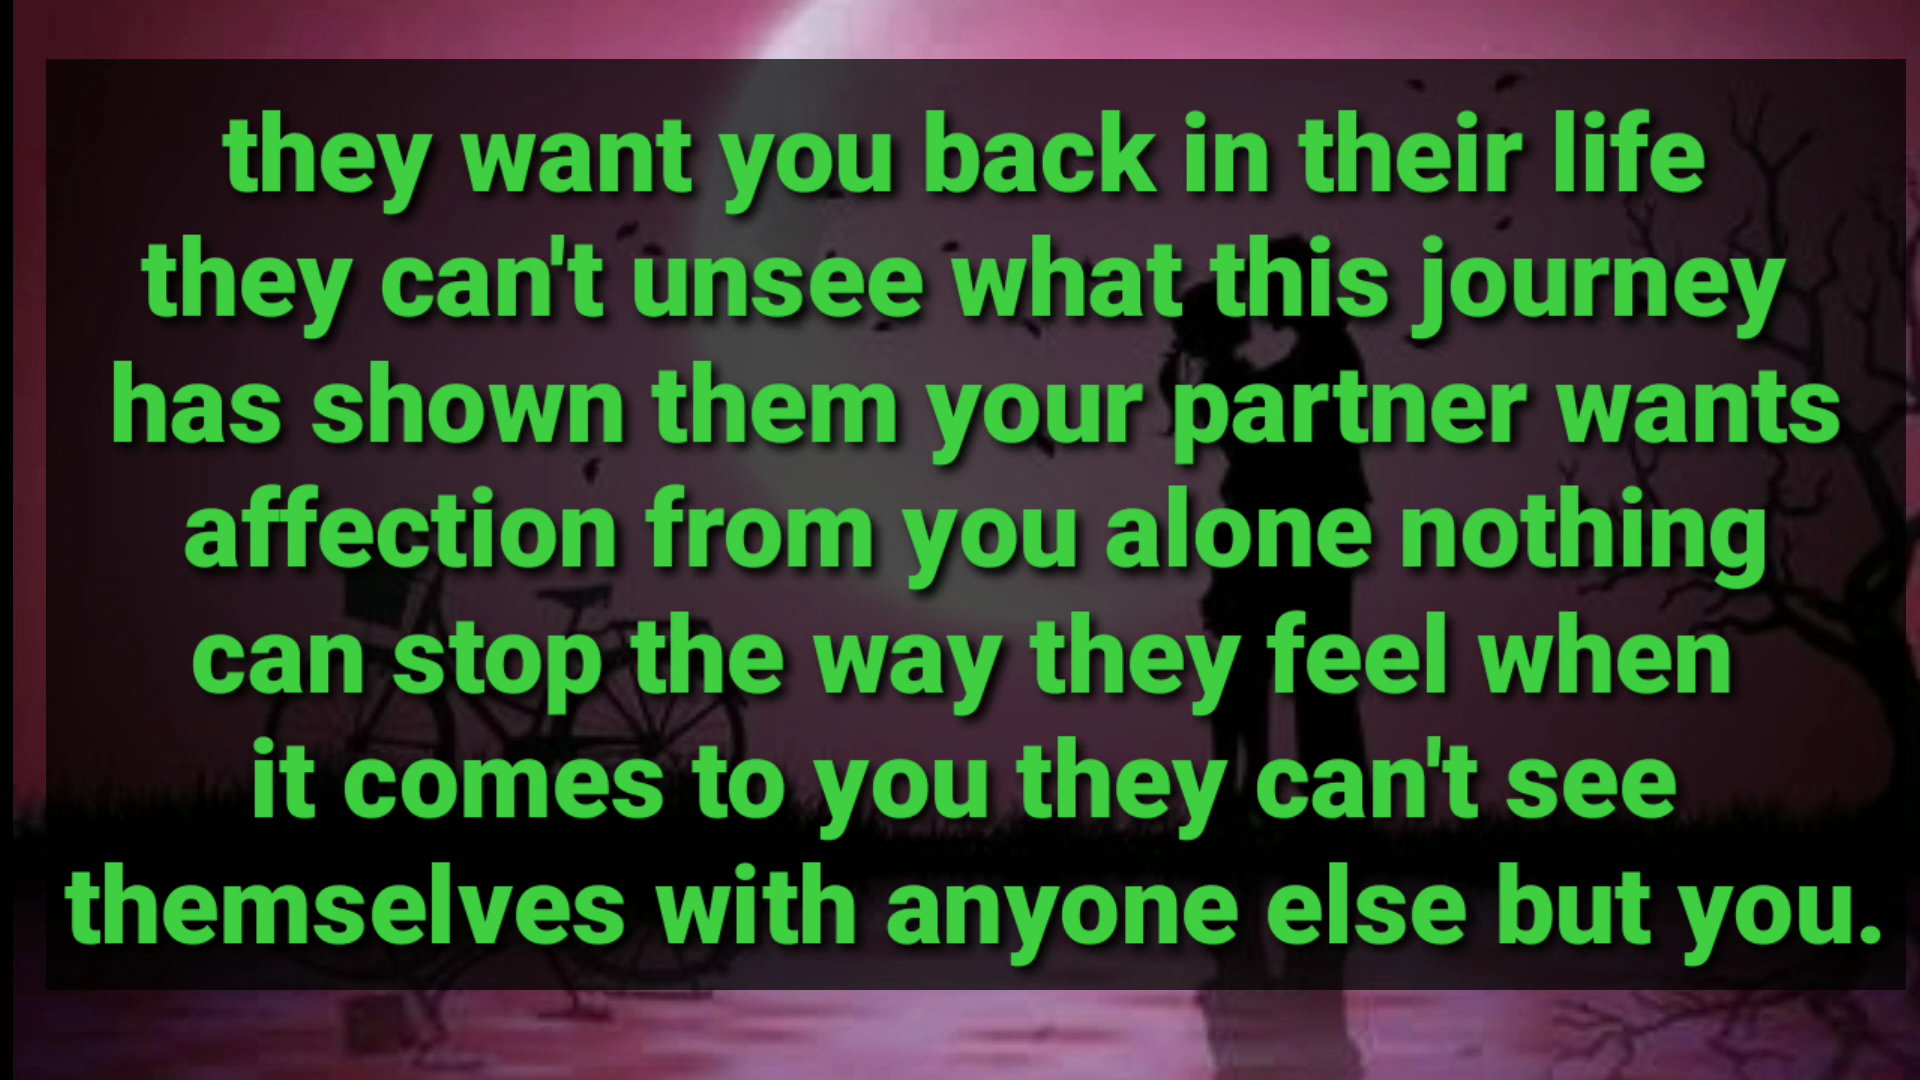 they want you back in their life
they can't unsee what this journey
has shown them your partner wants
affection from you alone nothing
can stop the way they feel when
it comes to you they can't see
themselves with anyone else but you.